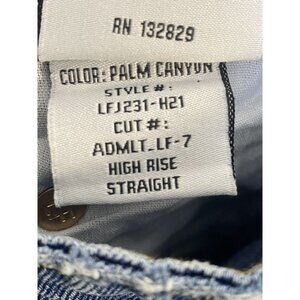 RN 132829
COLOR: PALM CANYON
STYLE #:
LFJ231-H21
CUT #:
ADMLT_LF-7
HIGH RISE
STRAIGHT